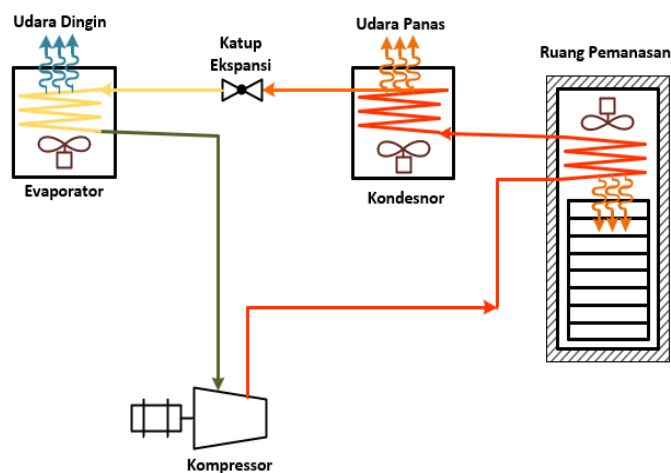 Udara Dingin
Katup
Ekspansi
Udara Panas
Ruang Pemanasan
Evaporator
Kondesnor
Kompressor